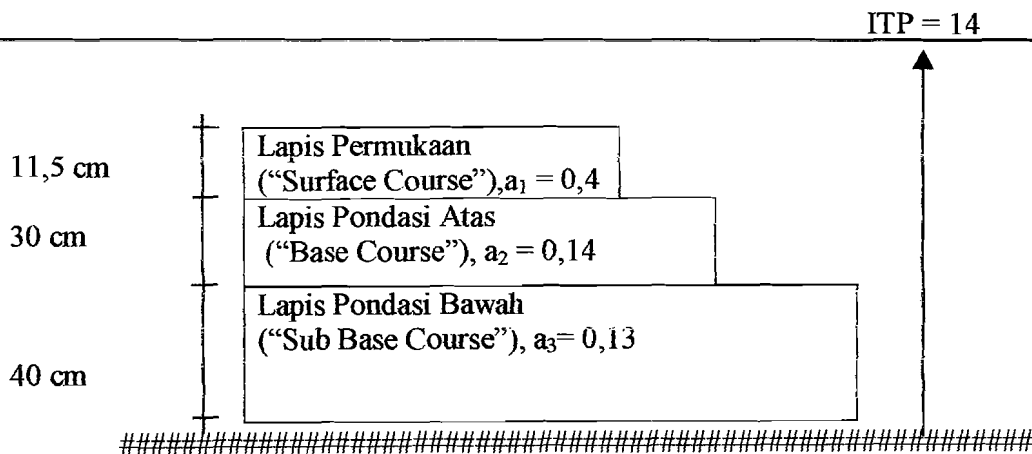 ITP = 14
11,5 cm
Lapis Permukaan
(“Surface Course”),a₁ = 0,4
30 cm
Lapis Pondasi Atas
(“Base Course”), a₂ = 0,14
Lapis Pondasi Bawah
(“Sub Base Course”), a₃= 0,13
40 cm